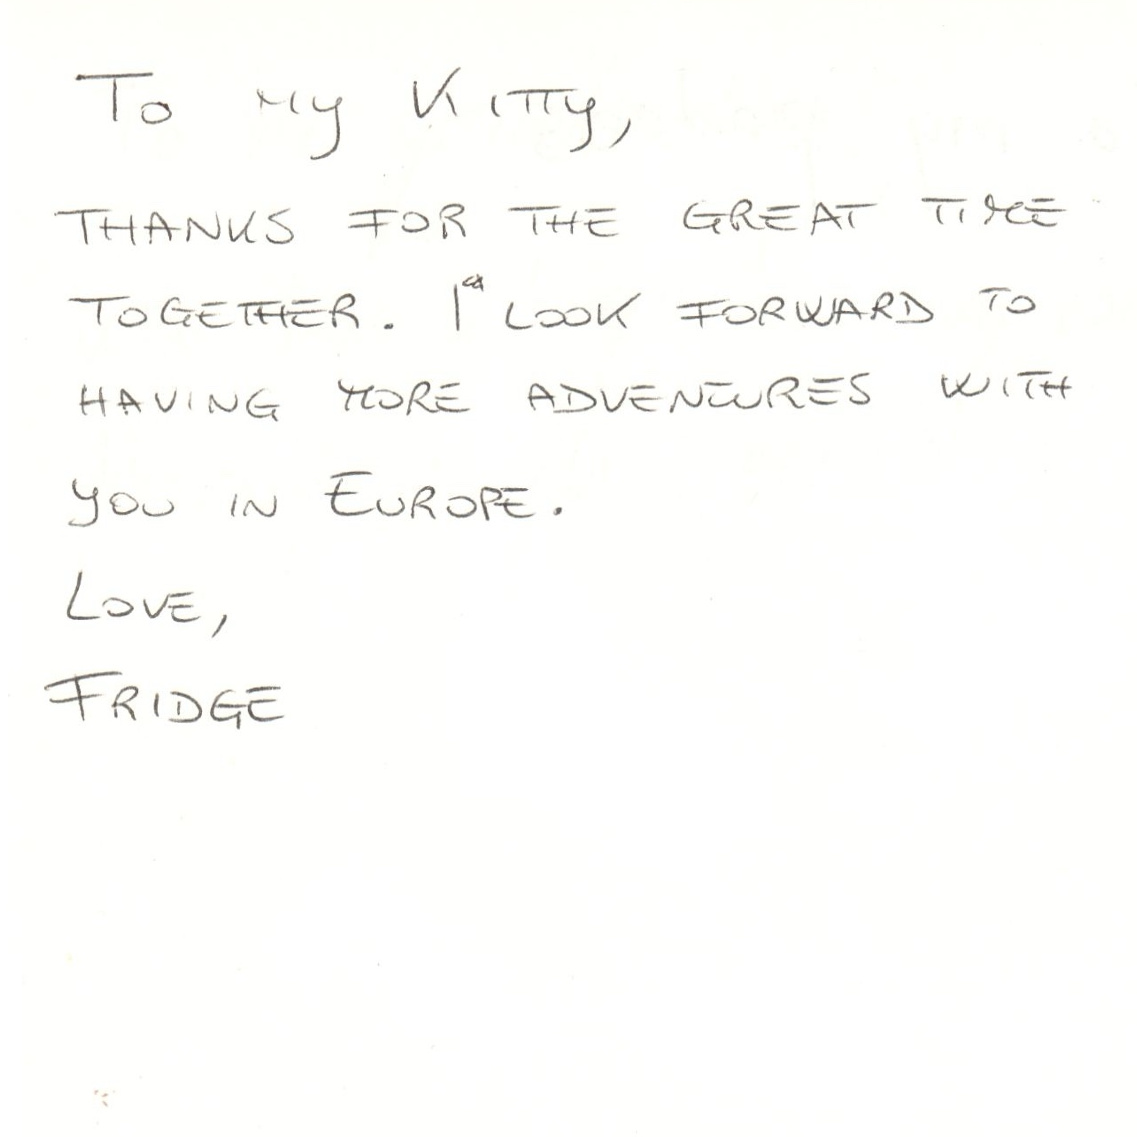 To my Kitty,
THANKS FOR THE GREAT TIME
TOGETHER. I LOOK FORWARD TO
HAVING MORE ADVENTURES WITH
you IN EUROPE.
LOVE,
FRIDGE